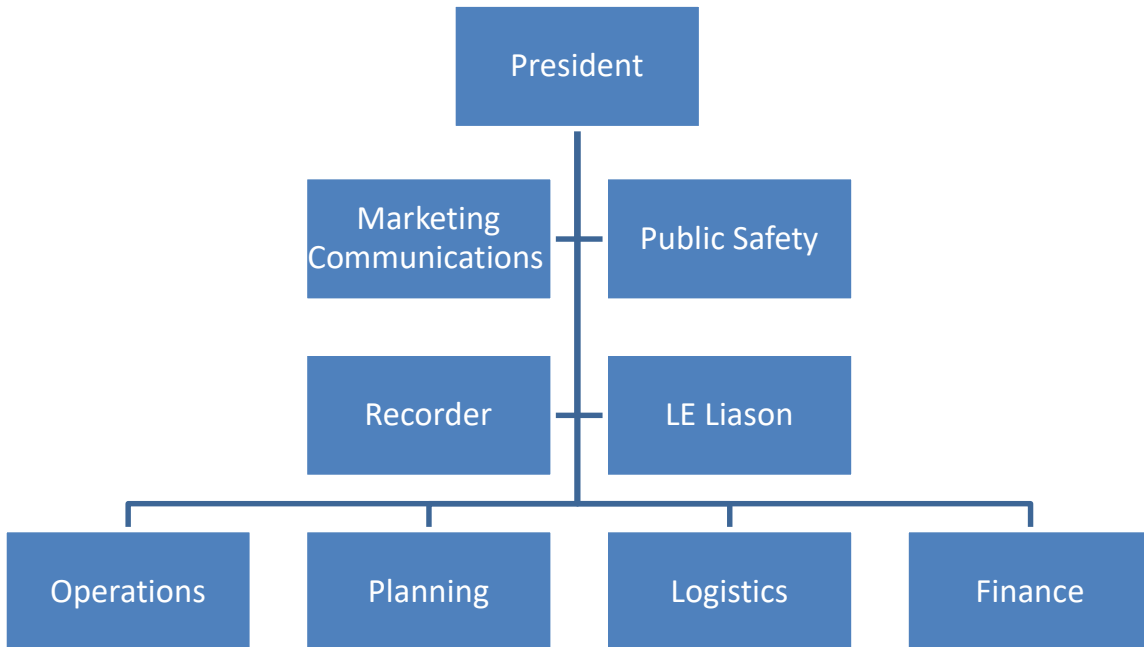 President
Marketing
Communications
Public Safety
Recorder
LE Liason
Operations
Planning
Logistics
Finance